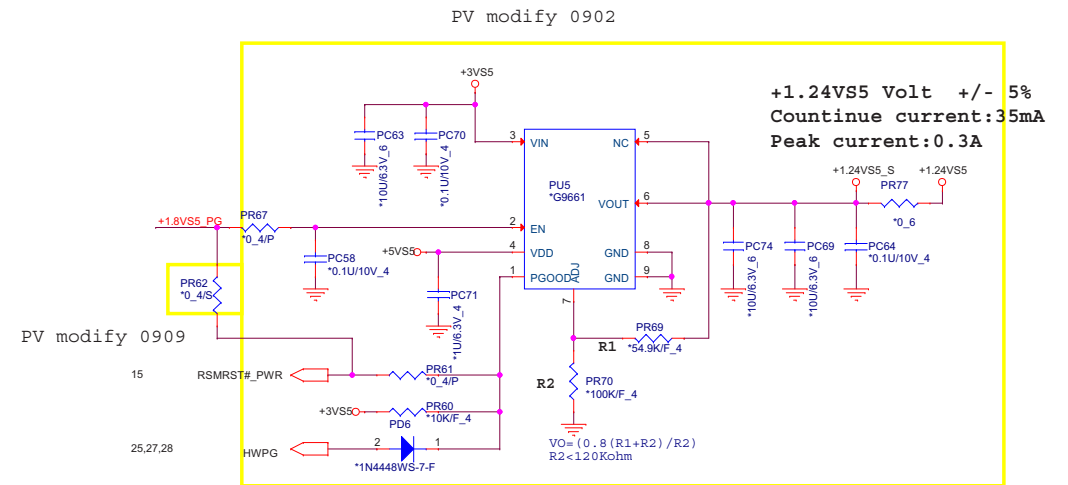 PV modify 0902
+3VS5
+1.24VS5 Volt +/- 5%
Countinue current:35mA
Peak current:0.3A
PC63
*10U/6.3V_6
PC70
*0.1U/10V_4
3
VIN
NC
5
PU5
*G9661
+1.24VS5_S
+1.24VS5
PR77
*0_6
VOUT
6
+1.8VS5_PG
PR67
*0_4/P
2
EN
PC58
*0.1U/10V_4
+5VS5
4
VDD
GND
8
PC74
*10U/6.3V_6
PC69
*10U/6.3V_6
PC64
*0.1U/10V_4
PR62
*0_4/S
1
PGOOD
ADJ
GND
9
PC71
*1U/6.3V_4
7
PV modify 0909
PR69
R1
*54.9K/F_4
15
RSMRST#_PWR
PR61
*0_4/P
R2
PR70
*100K/F_4
+3VS5
PR60
*10K/F_4
PD6
25,27,28
HWPG
2
1
*1N4448WS-7-F
VO=(0.8(R1+R2)/R2)
R2<120Kohm